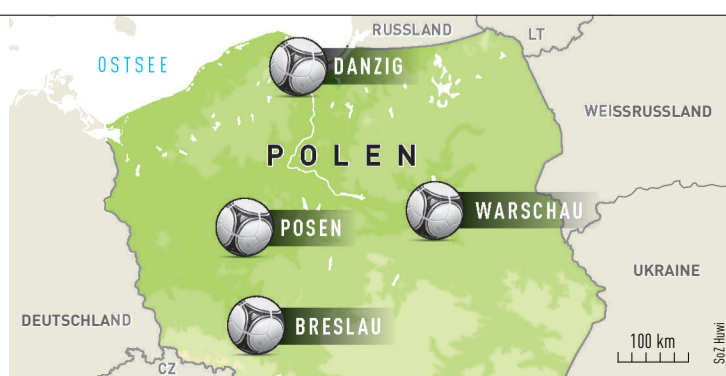 RUSSLAND
LT
OSTSEE
DANZIG
WEISSRUSSLAND
POLEN
WARSCHAU
POSEN
UKRAINE
DEUTSCHLAND
BRESLAU
100 km
CZ
SoZ Huwi